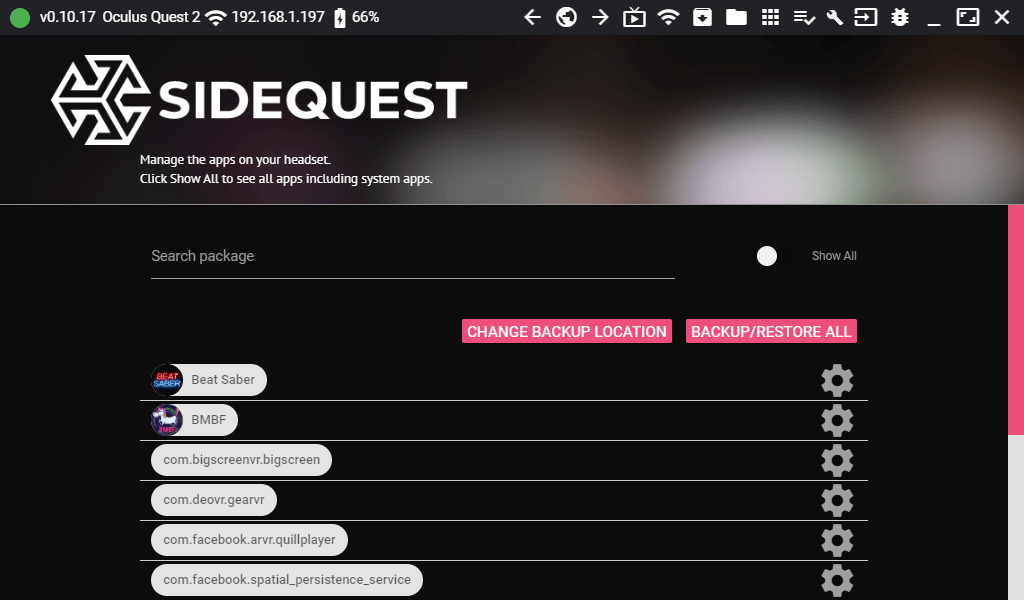 v0.10.17 Oculus Quest 2 192.168.1.197 66%
SIDEQUEST
Manage the apps on your headset.
Click Show All to see all apps including system apps.
Search package
Show All
CHANGE BACKUP LOCATION BACKUP/RESTORE ALL
BEAT
SABER
Beat Saber
BMBF
BMBF
com.bigscreenvr.bigscreen
com.deovr.gearvr
com.facebook.arvr.quillplayer
com.facebook.spatial_persistence_service